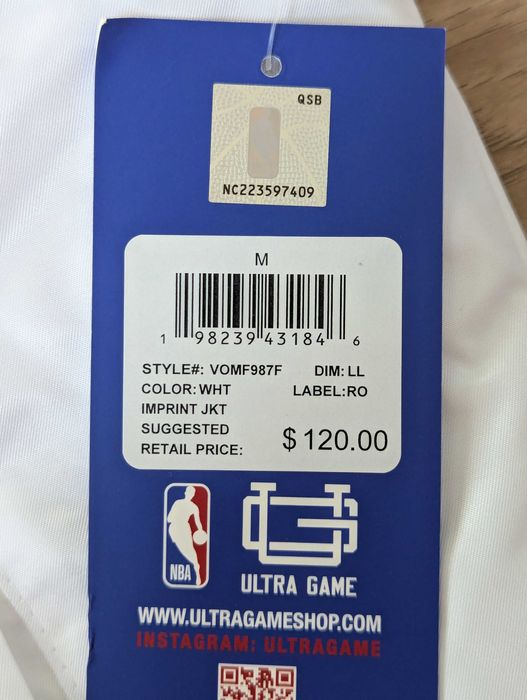 QSB
NC223597409
M
1 98239 43184 6
STYLE#: VOMF987F DIM: LL
COLOR: WHT LABEL: RO
IMPRINT JKT
SUGGESTED
RETAIL PRICE: $120.00
NBA
UG
ULTRA GAME
WWW.ULTRAGAMESHOP.COM
INSTAGRAM: ULTRAGAME